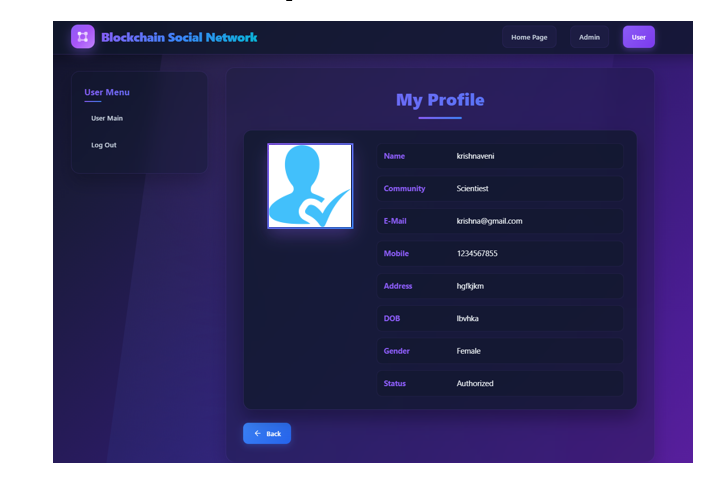 Blockchain Social Network
Home Page
Admin
User
User Menu
User Main
Log Out
My Profile
Name krishnaveni
Community Scientiest
E-Mail krishna@gmail.com
Mobile 1234567855
Address hgfkjkm
DOB lbvhka
Gender Female
Status Authorized
← Back